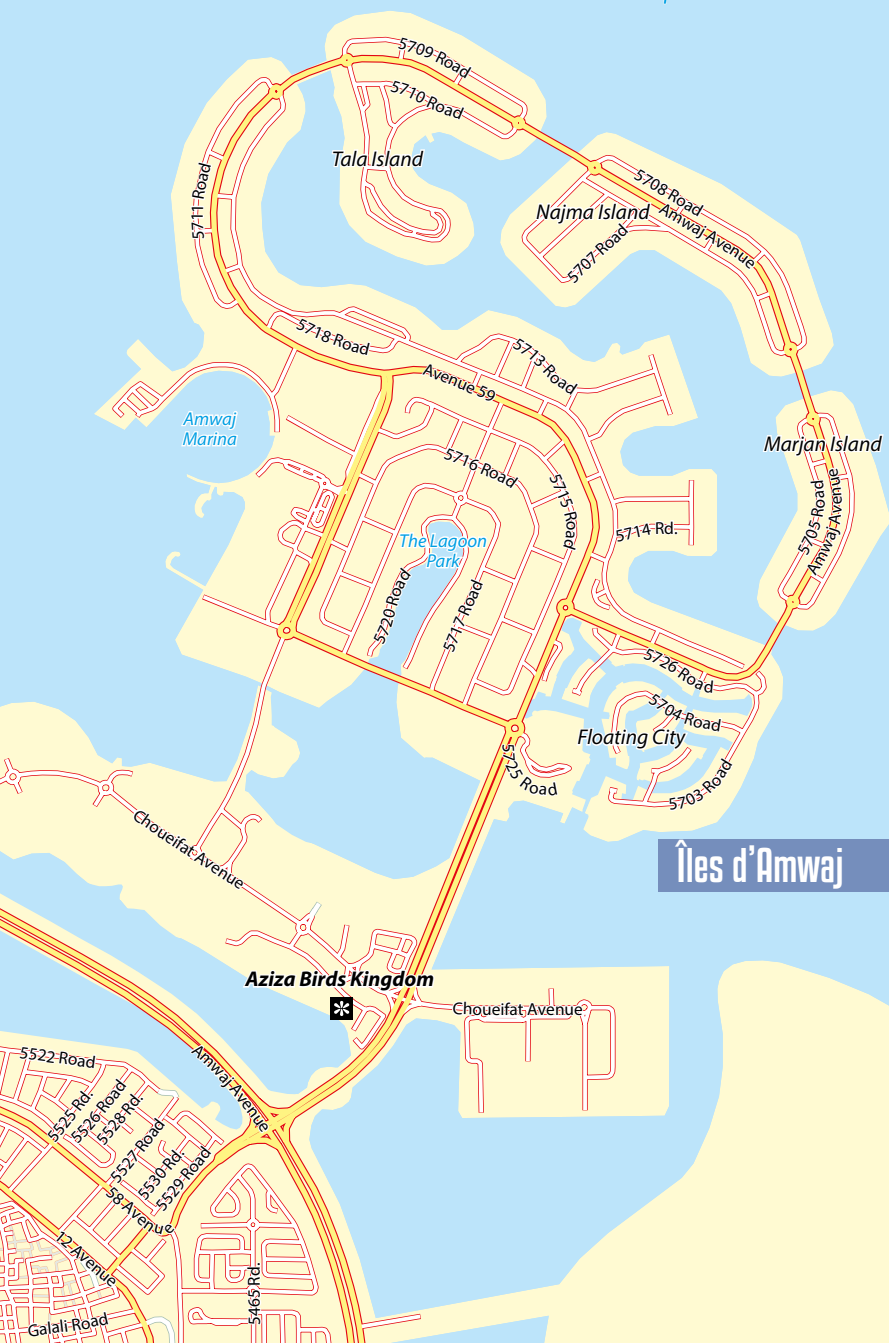 5709 Road
5710 Road
Tala Island
5711 Road
5708 Road
Najma Island
Amwaj Avenue
5707 Road
5718 Road
5713 Road
Avenue 59
Amwaj
Marina
Marjan Island
5716 Road
5715 Road
5705 Road
Amwaj Avenue
5714 Rd.
The Lagoon
Park
5720 Road
5717 Road
5726 Road
5704 Road
Floating City
5725 Road
5703 Road
Choueifat Avenue
Îles d'Amwaj
Aziza Birds Kingdom
Choueifat Avenue
Amwaj Avenue
5522 Road
5525 Rd.
5526 Road
5528 Rd.
5527 Road
5530 Rd.
5529 Road
58 Avenue
12 Avenue
5465 Rd.
Galali Road